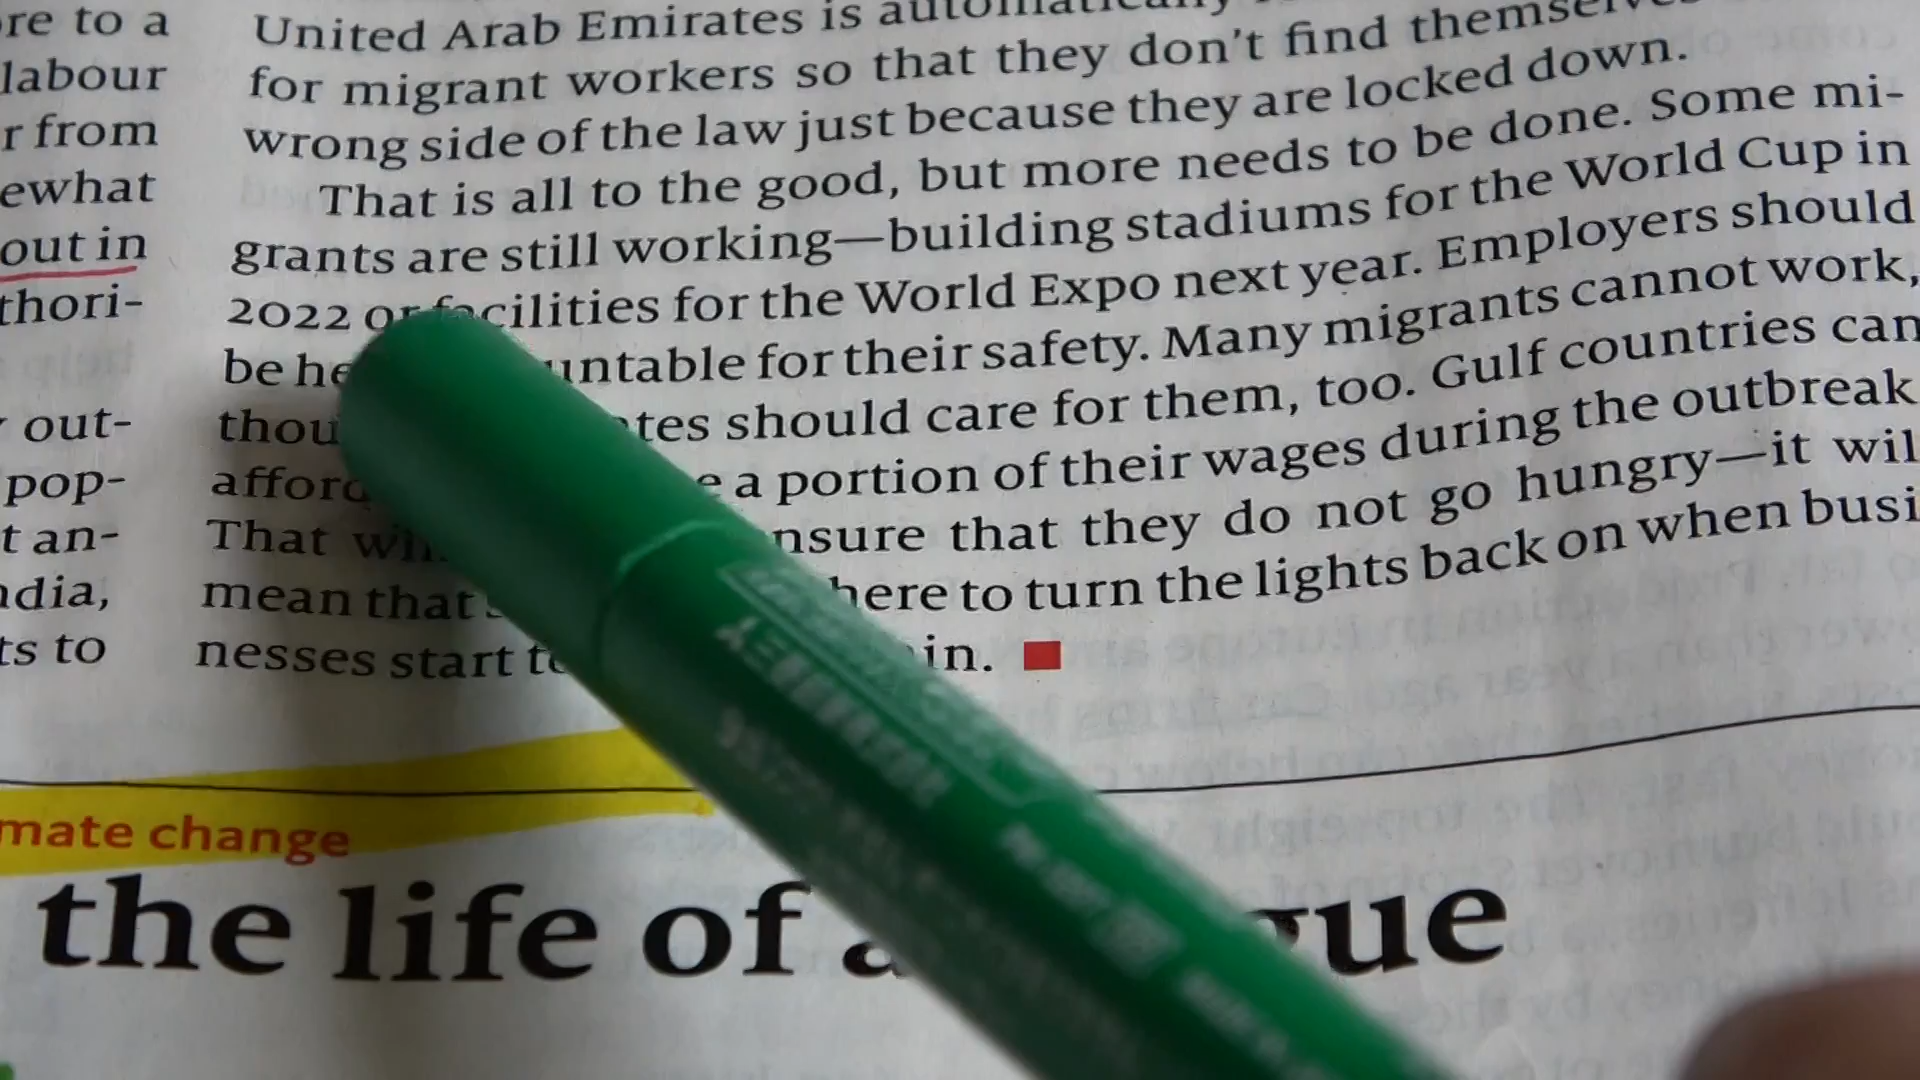 re to a
labour
r from
ewhat
out in
thori-
out-
pop-
t an-
ndia,
ts to
United Arab Emirates is automatically
for migrant workers so that they don't find themselves
wrong side of the law just because they are locked down.
That is all to the good, but more needs to be done. Some mi-
grants are still working—building stadiums for the World Cup in
2022 or facilities for the World Expo next year. Employers should
be he untable for their safety. Many migrants cannot work,
thou tes should care for them, too. Gulf countries can
afford e a portion of their wages during the outbreak
That will nsure that they do not go hungry—it wil
mean that here to turn the lights back on when busi
nesses start to in.
mate change
the life of a gue